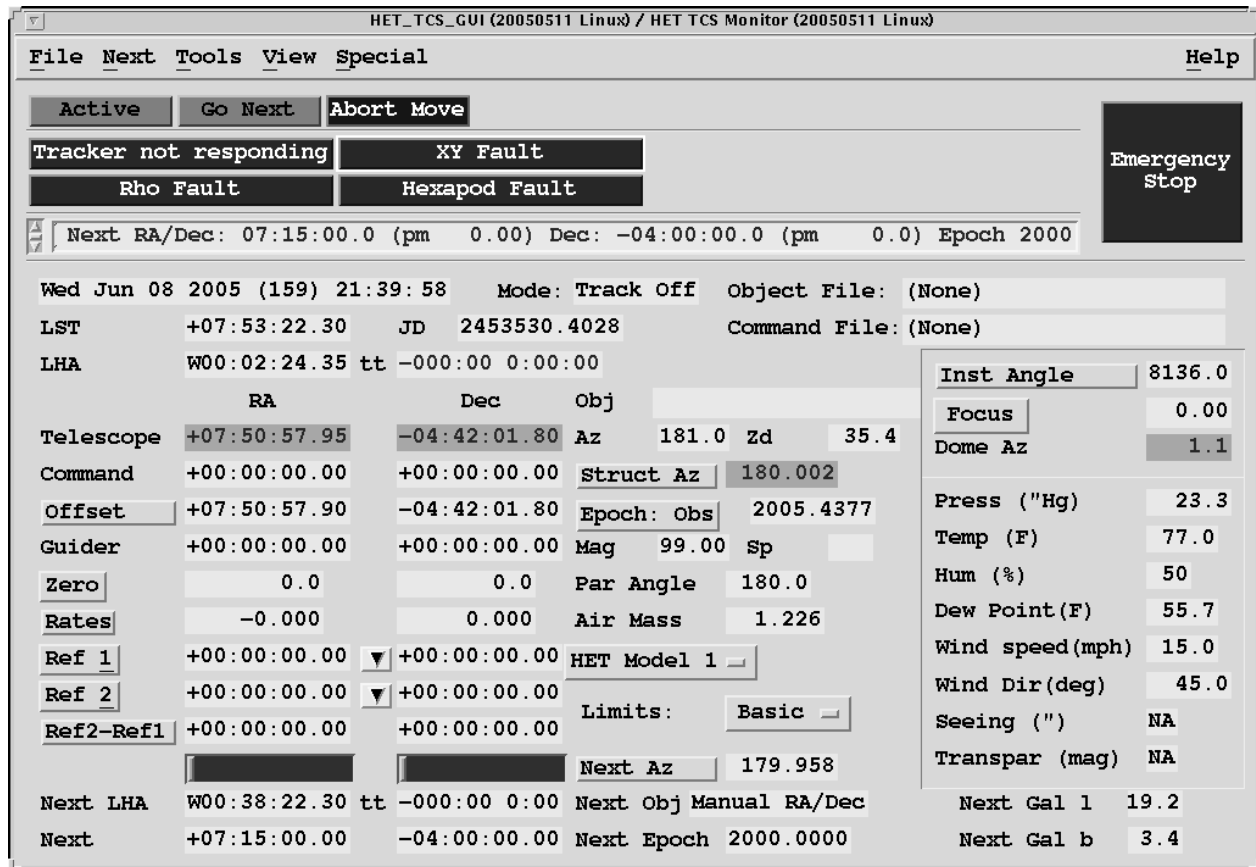 HET_TCS_GUI (20050511 Linux) / HET TCS Monitor (20050511 Linux)
File Next Tools View Special Help
Active Go Next Abort Move
Tracker not responding XY Fault
Emergency Stop
Rho Fault Hexapod Fault
Next RA/Dec: 07:15:00.0 (pm 0.00) Dec: -04:00:00.0 (pm 0.0) Epoch 2000
Wed Jun 08 2005 (159) 21:39:58 Mode: Track Off Object File: (None)
LST +07:53:22.30 JD 2453530.4028 Command File: (None)
LHA W00:02:24.35 tt -000:00 0:00:00
Inst Angle 8136.0
RA Dec Obj
Focus 0.00
Telescope +07:50:57.95 -04:42:01.80 Az 181.0 Zd 35.4
Dome Az 1.1
Command +00:00:00.00 +00:00:00.00 Struct Az 180.002
Offset +07:50:57.90 -04:42:01.80 Epoch: Obs 2005.4377
Press ("Hg) 23.3
Guider +00:00:00.00 +00:00:00.00 Mag 99.00 Sp
Temp (F) 77.0
Zero 0.0 0.0 Par Angle 180.0
Hum (%) 50
Rates -0.000 0.000 Air Mass 1.226
Dew Point(F) 55.7
Ref 1 +00:00:00.00 +00:00:00.00 HET Model 1
Wind speed(mph) 15.0
Ref 2 +00:00:00.00 +00:00:00.00
Wind Dir(deg) 45.0
Limits: Basic
Ref2-Ref1 +00:00:00.00 +00:00:00.00
Seeing (") NA
Next Az 179.958
Transpar (mag) NA
Next LHA W00:38:22.30 tt -000:00 0:00 Next Obj Manual RA/Dec Next Gal l 19.2
Next +07:15:00.00 -04:00:00.00 Next Epoch 2000.0000 Next Gal b 3.4